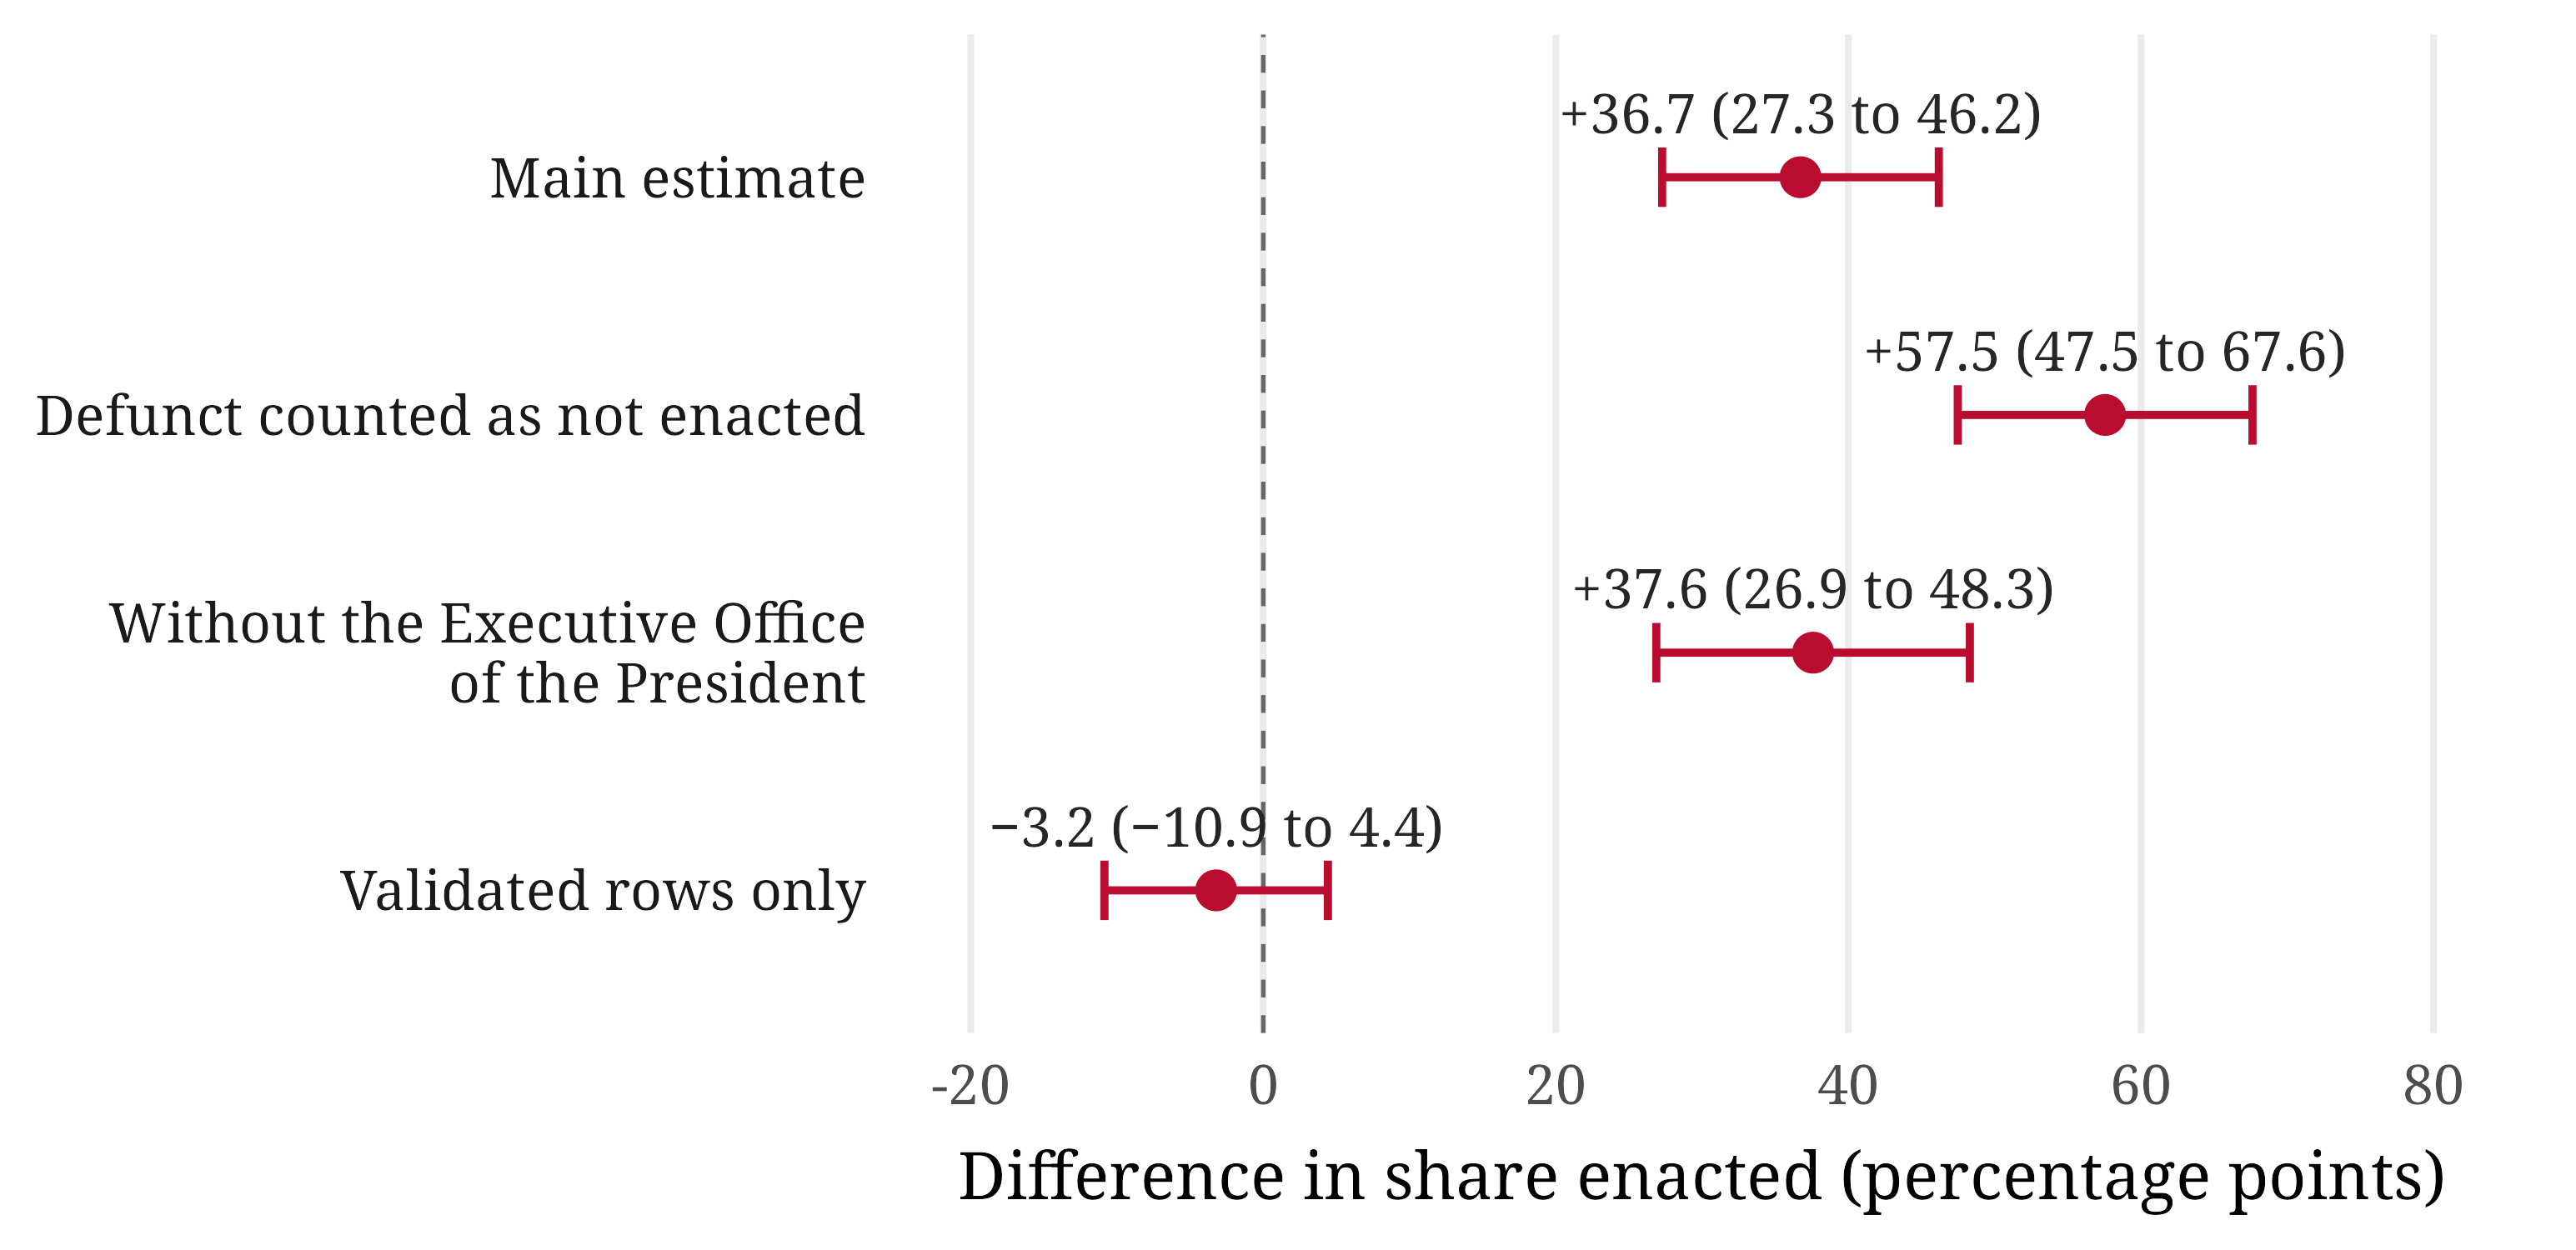 +36.7 (27.3 to 46.2)
Main estimate
+57.5 (47.5 to 67.6)
Defunct counted as not enacted
+37.6 (26.9 to 48.3)
Without the Executive Office
of the President
−3.2 (−10.9 to 4.4)
Validated rows only
-20 0 20 40 60 80
Difference in share enacted (percentage points)